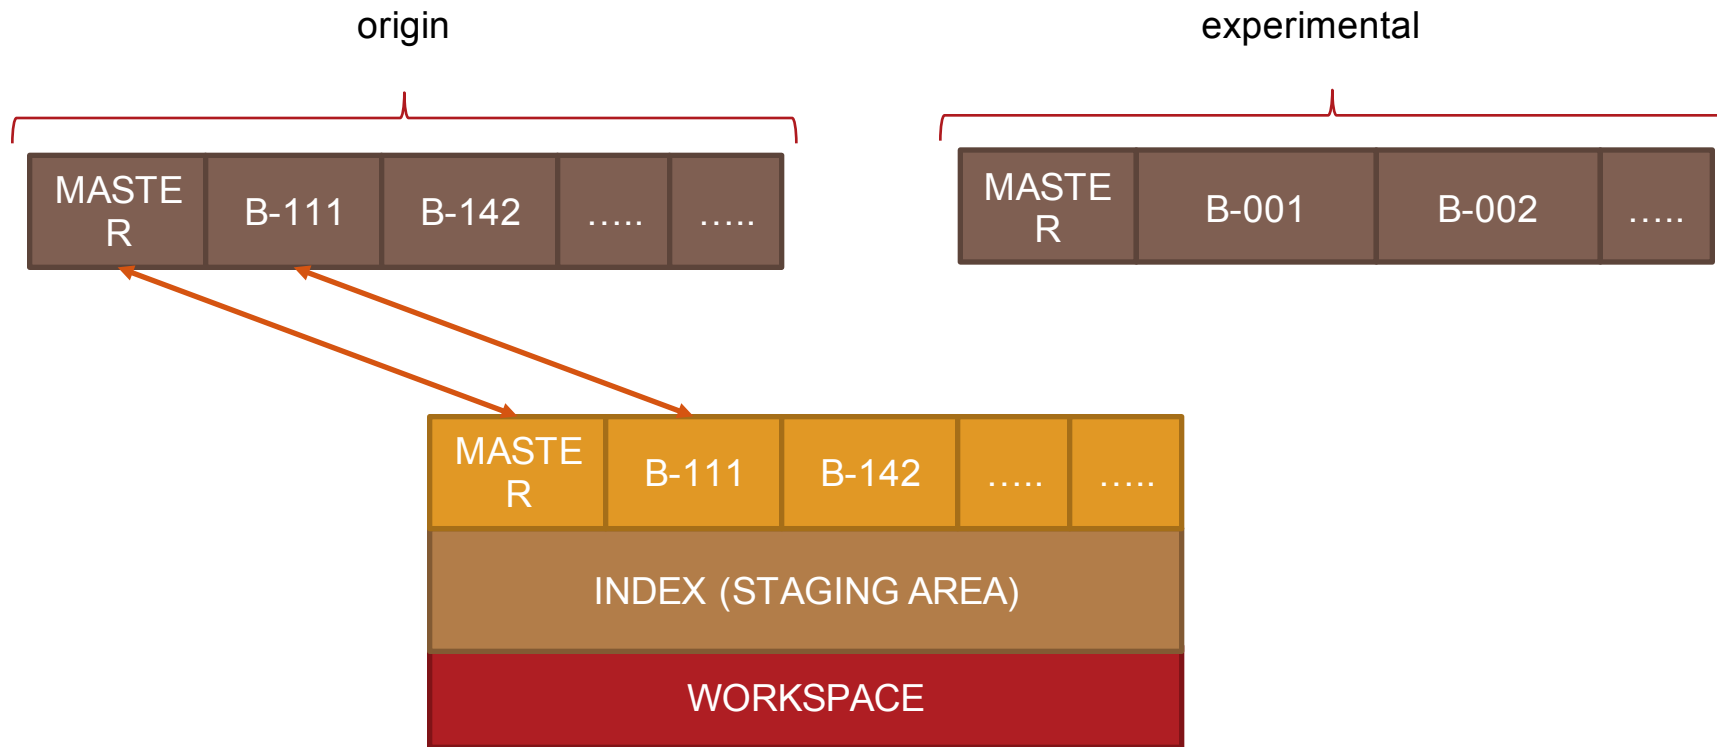 origin
experimental
MASTE
R
B-111
B-142
.....
.....
MASTE
R
B-001
B-002
.....
MASTE
R
B-111
B-142
.....
.....
INDEX (STAGING AREA)
WORKSPACE